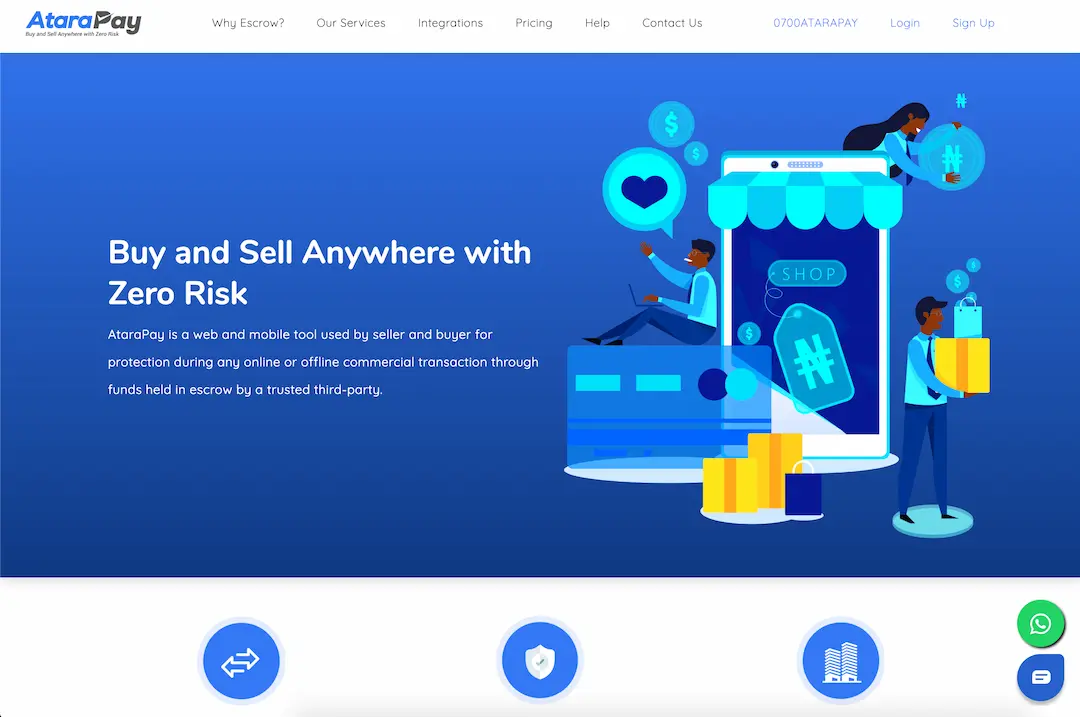 AtaraPay
Buy and Sell Anywhere with Zero Risk
Why Escrow?
Our Services
Integrations
Pricing
Help
Contact Us
0700ATARAPAY
Login
Sign Up
Buy and Sell Anywhere with
Zero Risk
AtaraPay is a web and mobile tool used by seller and buyer for
protection during any online or offline commercial transaction through
funds held in escrow by a trusted third-party.
$
$
₦
₦
SHOP
$
₦
$
$